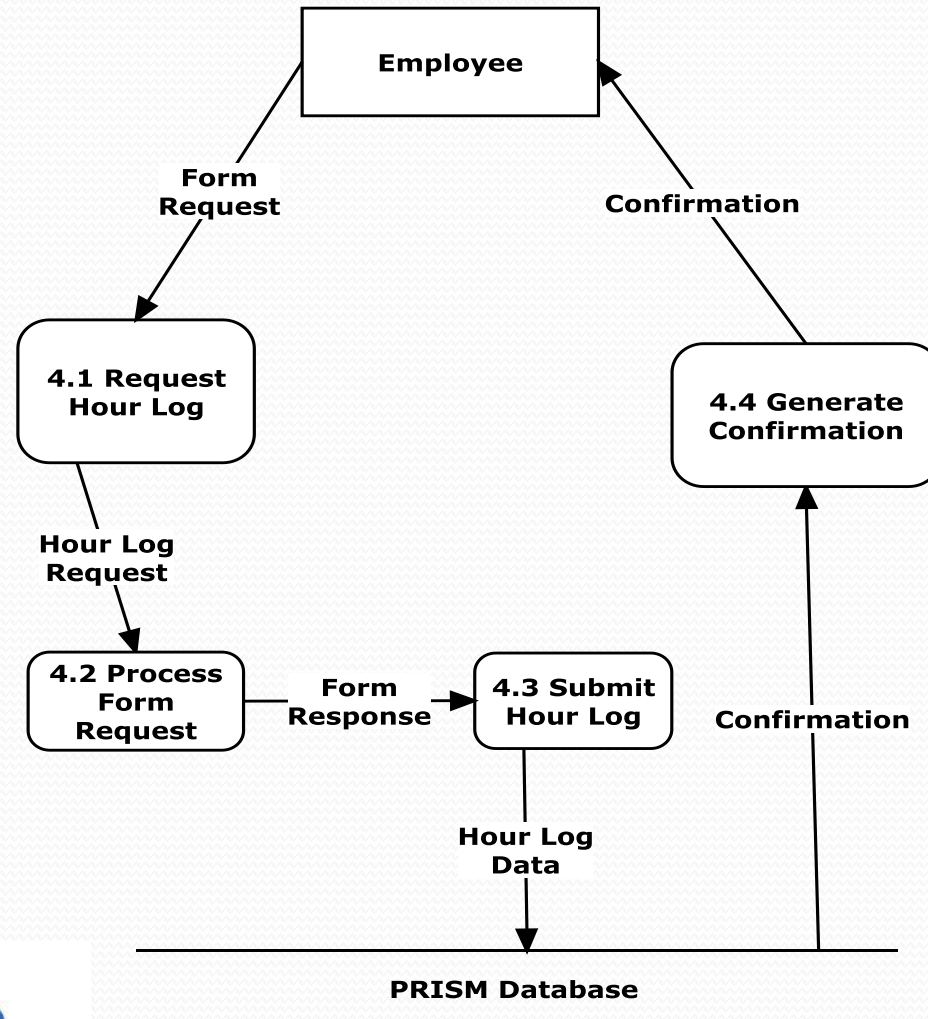 Employee
Form
Request
Confirmation
4.1 Request
Hour Log
4.4 Generate
Confirmation
Hour Log
Request
4.2 Process
Form
Request
Form
Response
4.3 Submit
Hour Log
Confirmation
Hour Log
Data
PRISM Database